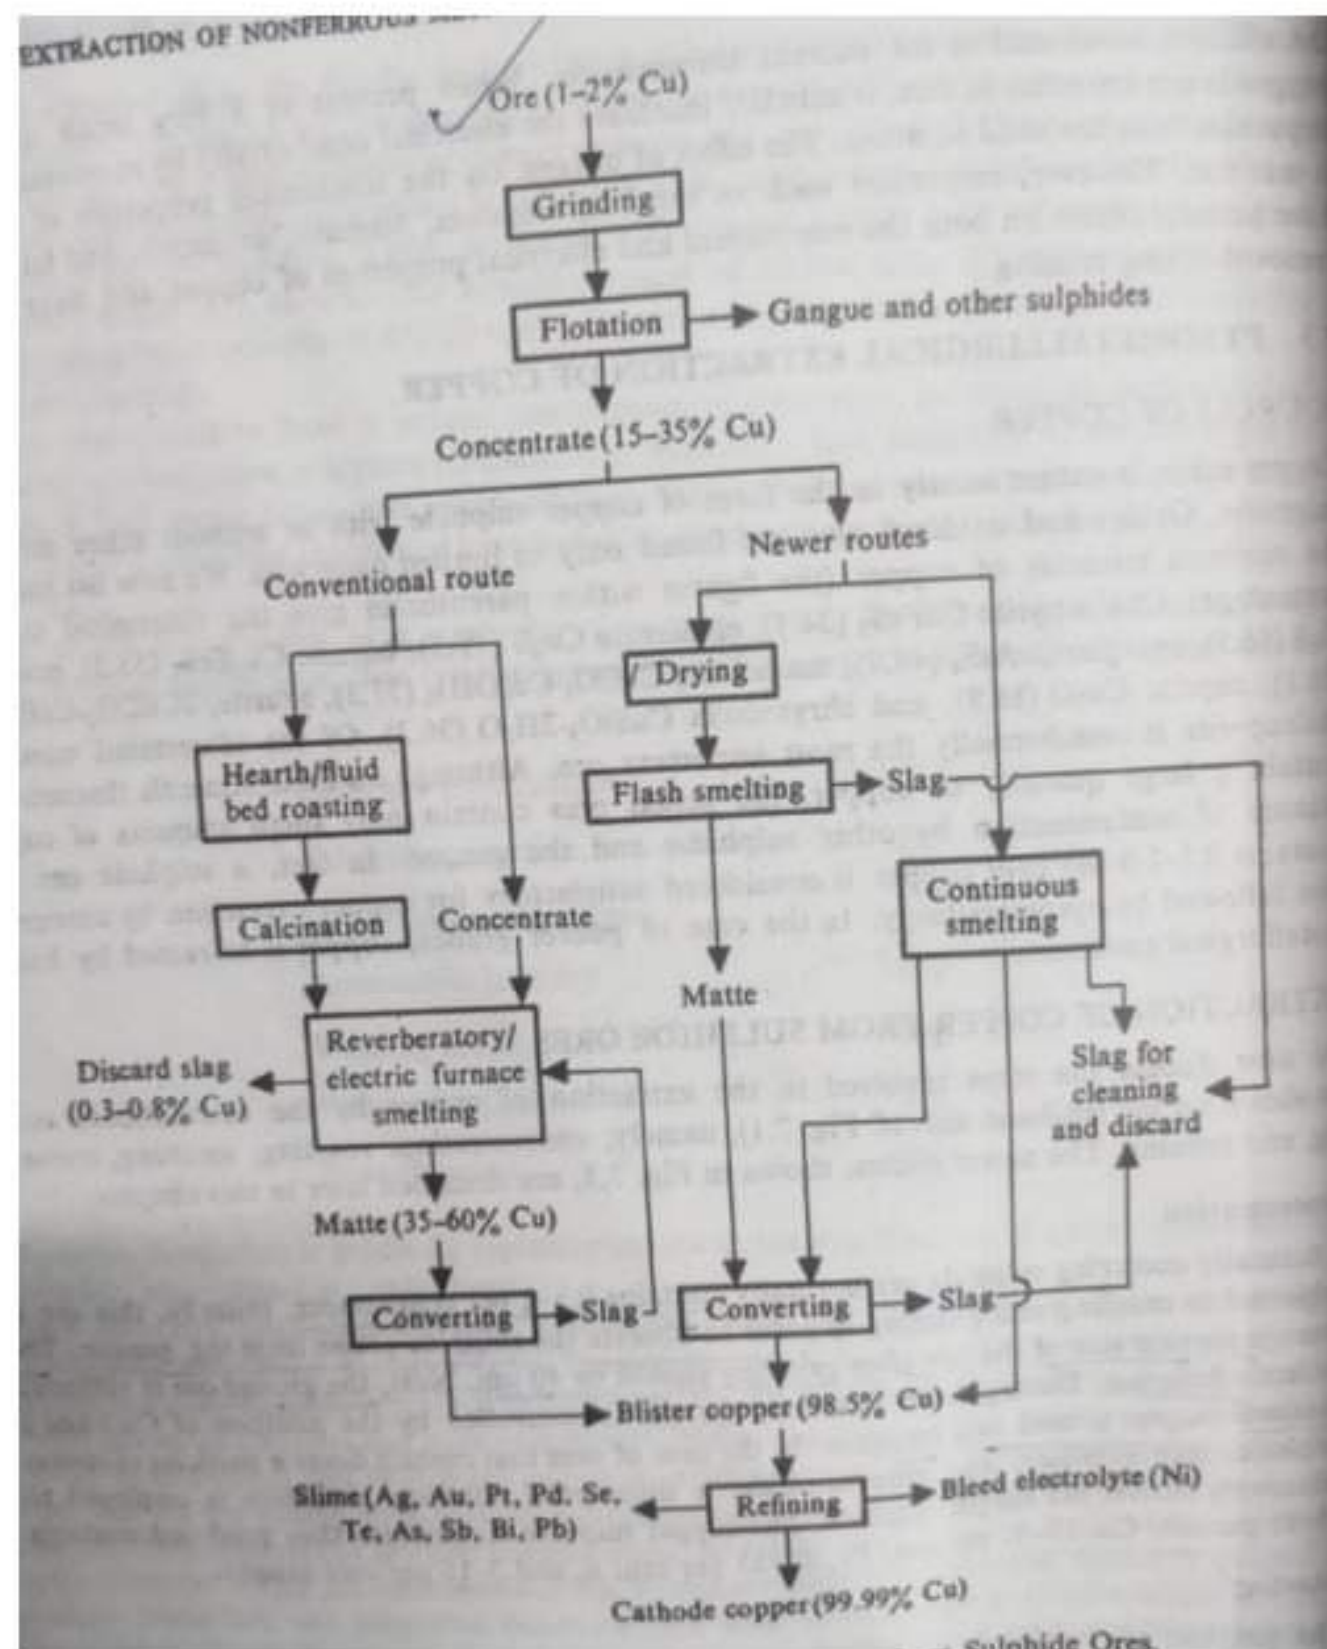 EXTRACTION OF NONFERROUS
Ore (1–2% Cu)
Grinding
Flotation
Gangue and other sulphides
Concentrate (15–35% Cu)
Conventional route
Newer routes
Drying
Hearth/fluid
bed roasting
Flash smelting
Slag
Calcination
Concentrate
Continuous
smelting
Matte
Reverberatory/
electric furnace
smelting
Discard slag
(0.3–0.8% Cu)
Slag for
cleaning
and discard
Matte (35–60% Cu)
Converting
Slag
Converting
Slag
Blister copper (98.5% Cu)
Slime (Ag, Au, Pt, Pd, Se,
Te, As, Sb, Bi, Pb)
Refining
Bleed electrolyte (Ni)
Cathode copper (99.99% Cu)
Sulphide Ores